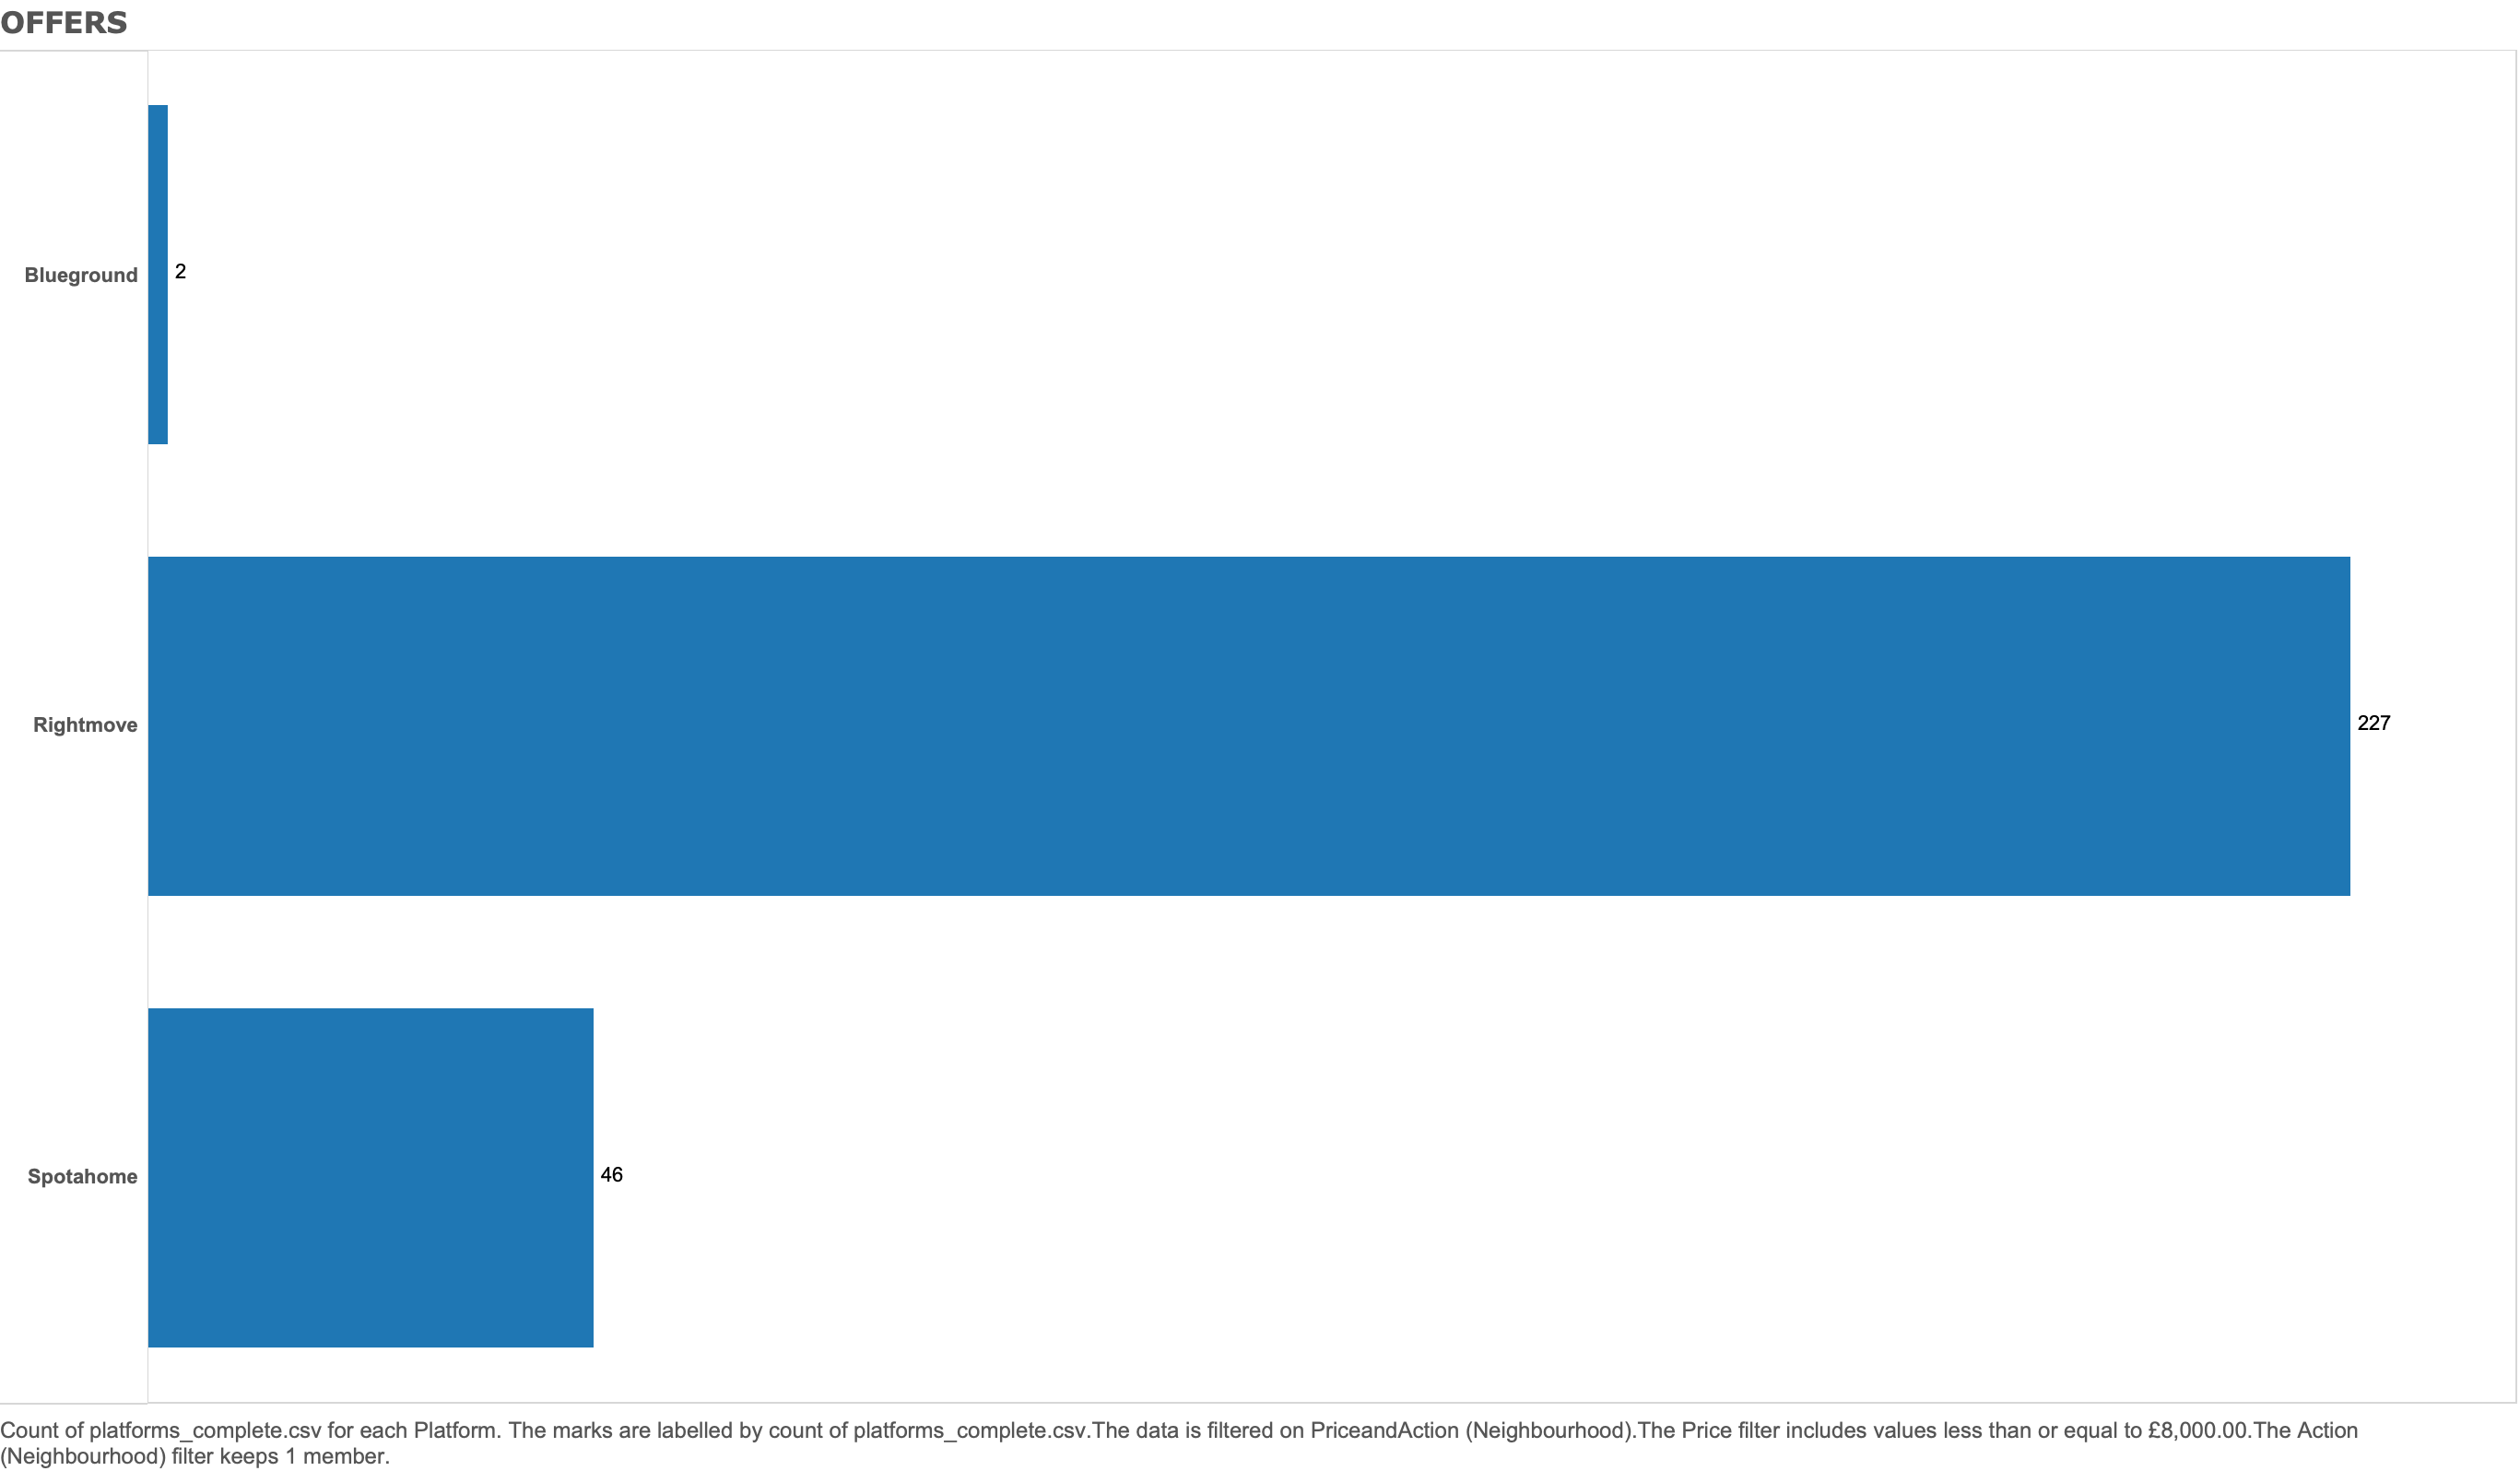 OFFERS
Blueground
2
Rightmove
227
Spotahome
46
Count of platforms_complete.csv for each Platform. The marks are labelled by count of platforms_complete.csv.The data is filtered on PriceandAction (Neighbourhood).The Price filter includes values less than or equal to £8,000.00.The Action
(Neighbourhood) filter keeps 1 member.